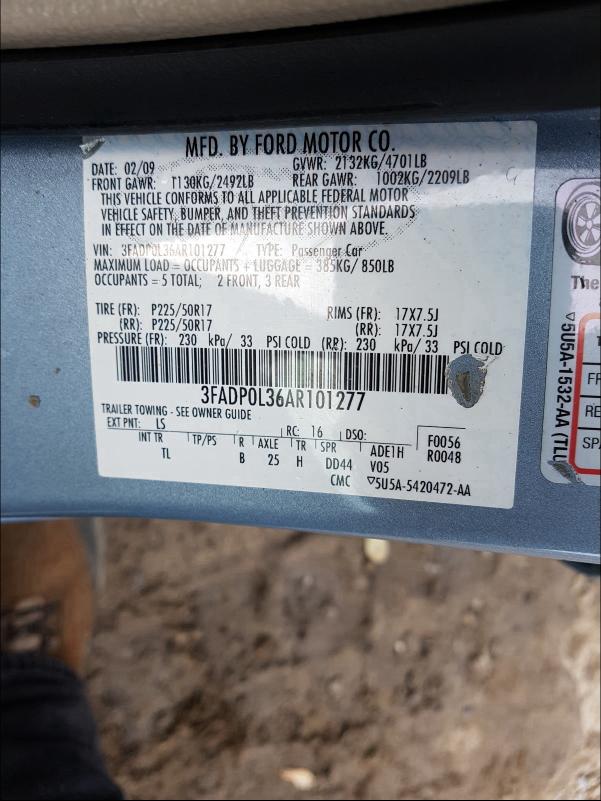 MFD. BY FORD MOTOR CO.
DATE: 02/09 GVWR: 2132KG/4701LB
FRONT GAWR: 1130KG/2492LB REAR GAWR: 1002KG/2209LB
THIS VEHICLE CONFORMS TO ALL APPLICABLE FEDERAL MOTOR
VEHICLE SAFETY, BUMPER, AND THEFT PREVENTION STANDARDS
IN EFFECT ON THE DATE OF MANUFACTURE SHOWN ABOVE.
VIN: 3FADP0L36AR101277 TYPE: Passenger Car
MAXIMUM LOAD = OCCUPANTS + LUGGAGE = 385KG/ 850LB
OCCUPANTS = 5 TOTAL; 2 FRONT, 3 REAR
TIRE (FR): P225/50R17 RIMS (FR): 17X7.5J
(RR): P225/50R17 (RR): 17X7.5J
PRESSURE (FR): 230 kPa/ 33 PSI COLD (RR): 230 kPa/ 33 PSI COLD
3FADP0L36AR101277
TRAILER TOWING - SEE OWNER GUIDE
EXT PNT: LS RC: 16 DSO: F0056
INT TR TP/PS R AXLE TR SPR ADE1H R0048
TL B 25 H DD44 V05
CMC ▽5U5A-5420472-AA
▽5U5A-1532-AA (TLU
The
FR
RE
SPA